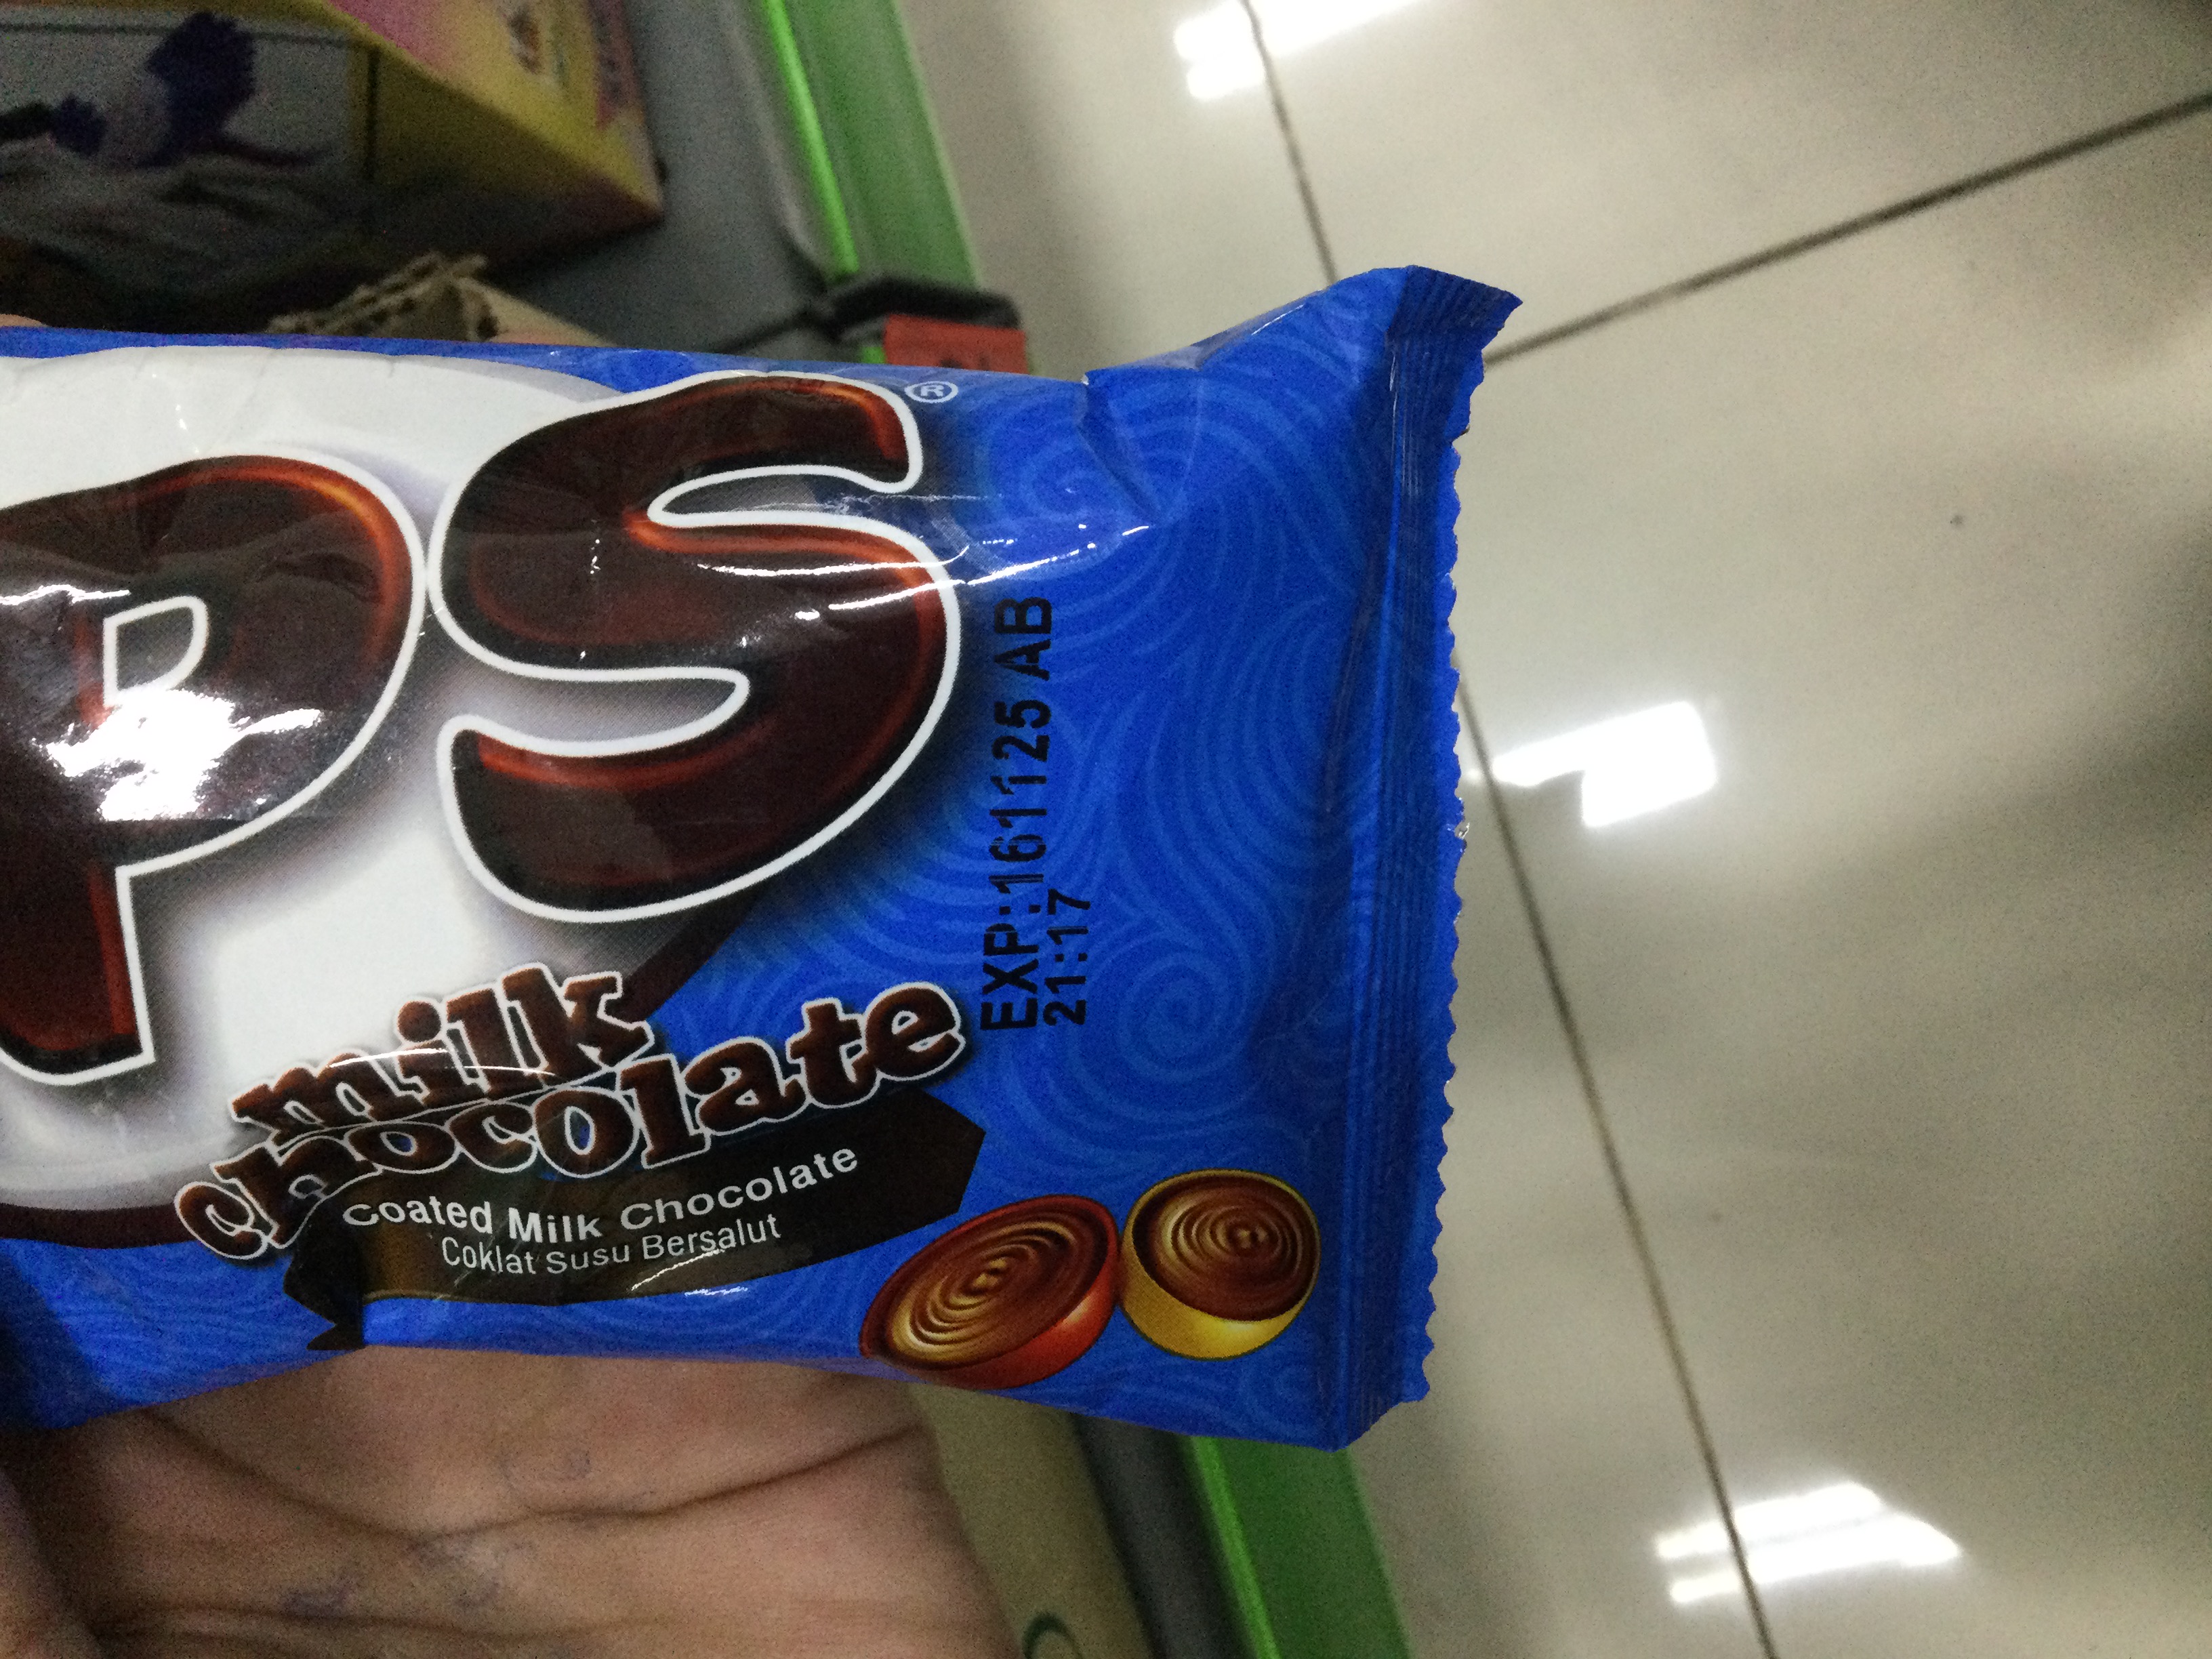 PS®
milk
chocolate
Coated Milk Chocolate
Coklat Susu Bersalut
EXP:161125 AB
21:17